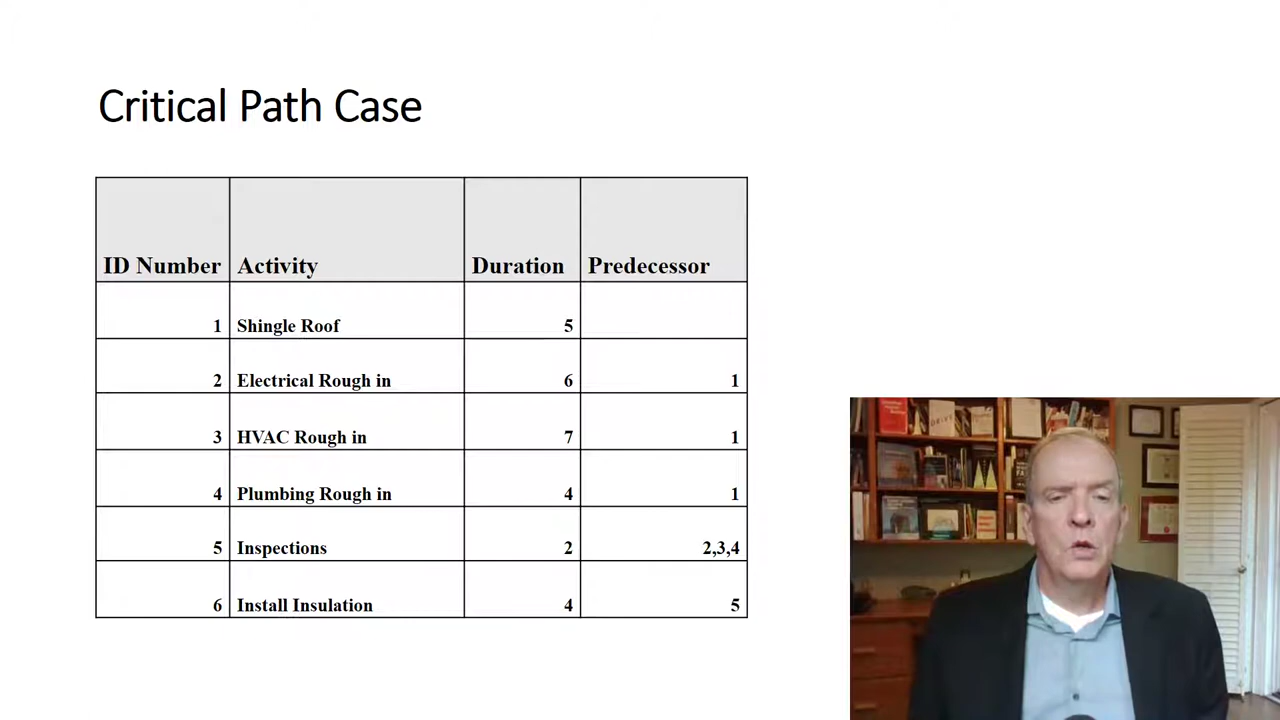 Critical Path Case
ID Number Activity Duration Predecessor
1 Shingle Roof 5
2 Electrical Rough in 6 1
3 HVAC Rough in 7 1
4 Plumbing Rough in 4 1
5 Inspections 2 2,3,4
6 Install Insulation 4 5